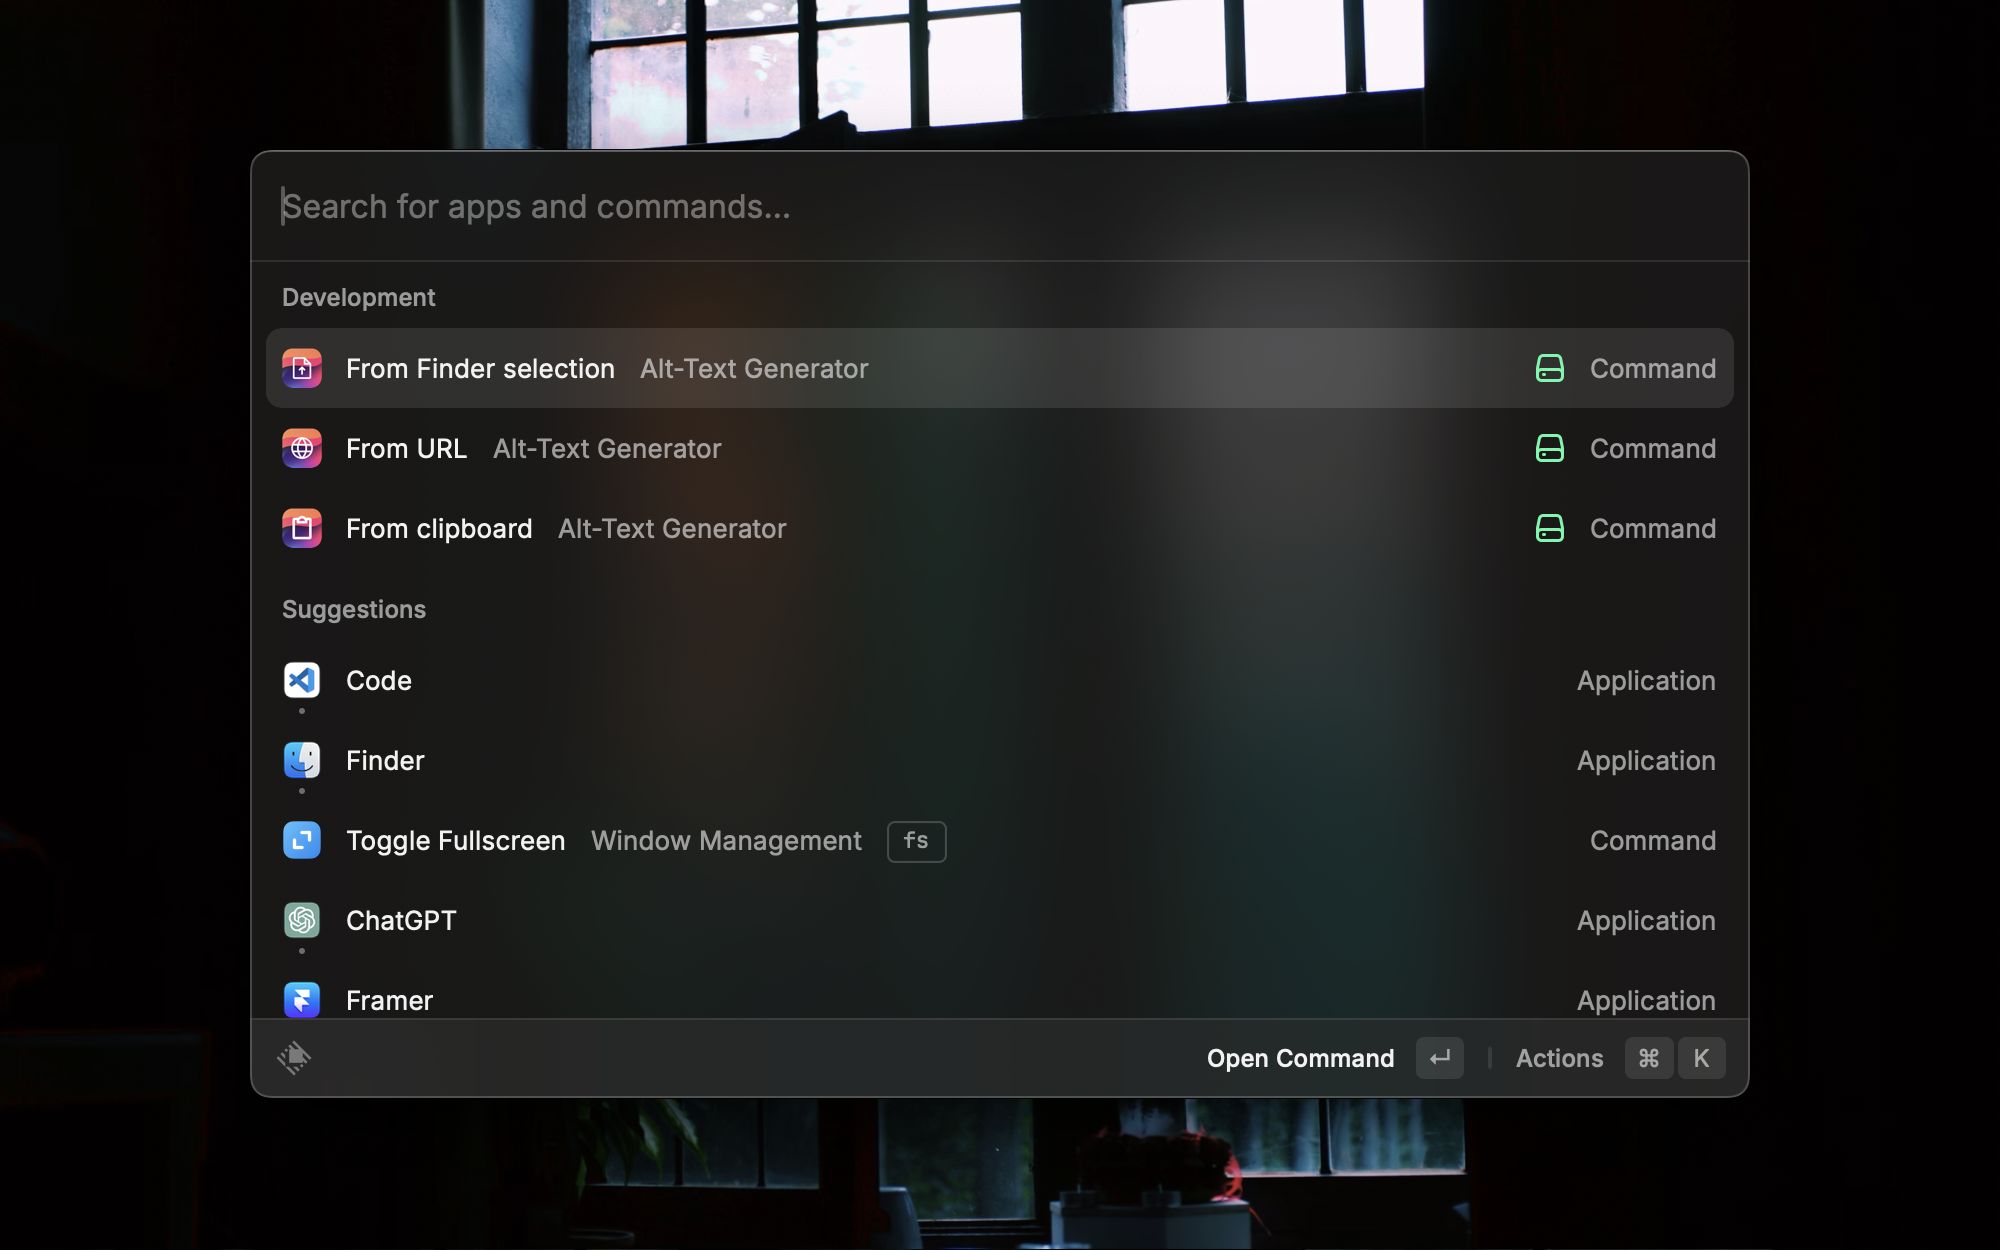 Search for apps and commands...
Development
From Finder selection Alt-Text Generator Command
From URL Alt-Text Generator Command
From clipboard Alt-Text Generator Command
Suggestions
Code Application
Finder Application
Toggle Fullscreen Window Management fs Command
ChatGPT Application
Framer Application
Open Command ↵ Actions ⌘ K